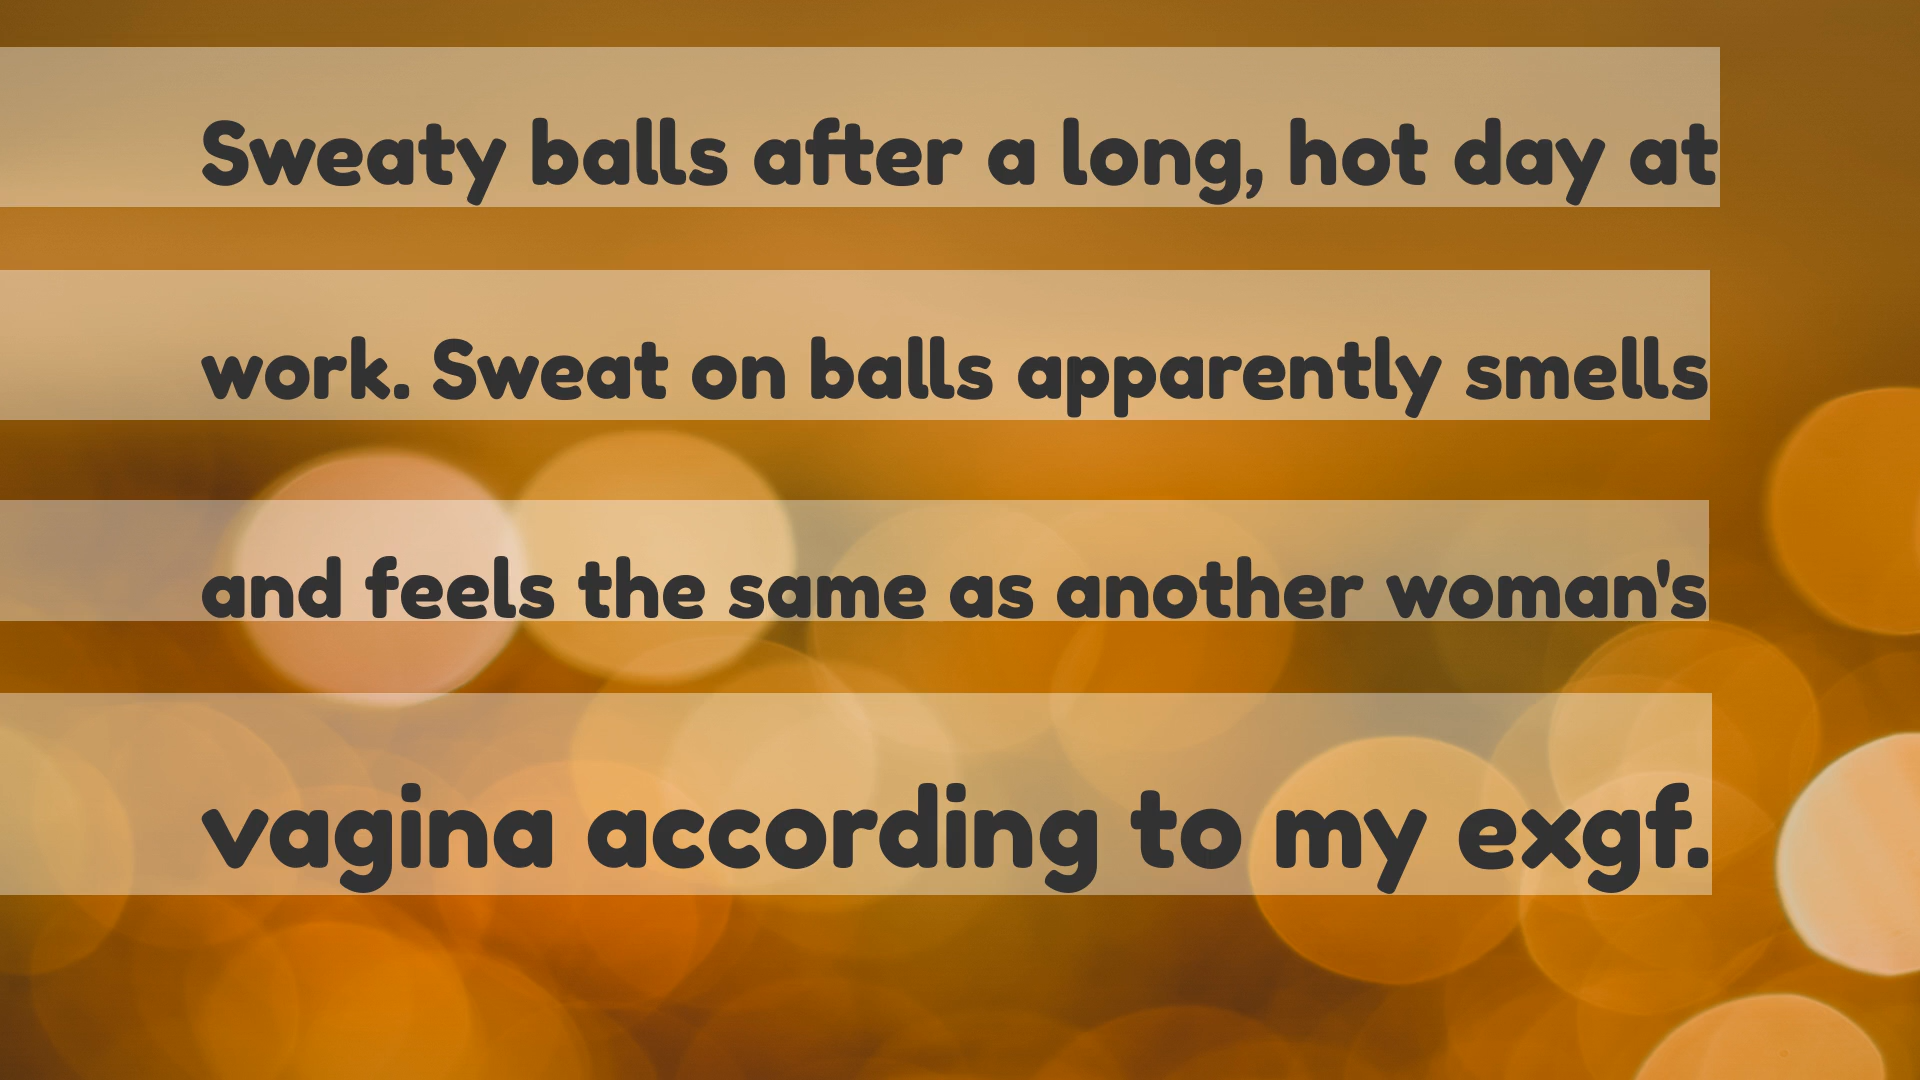 Sweaty balls after a long, hot day at
work. Sweat on balls apparently smells
and feels the same as another woman's
vagina according to my exgf.